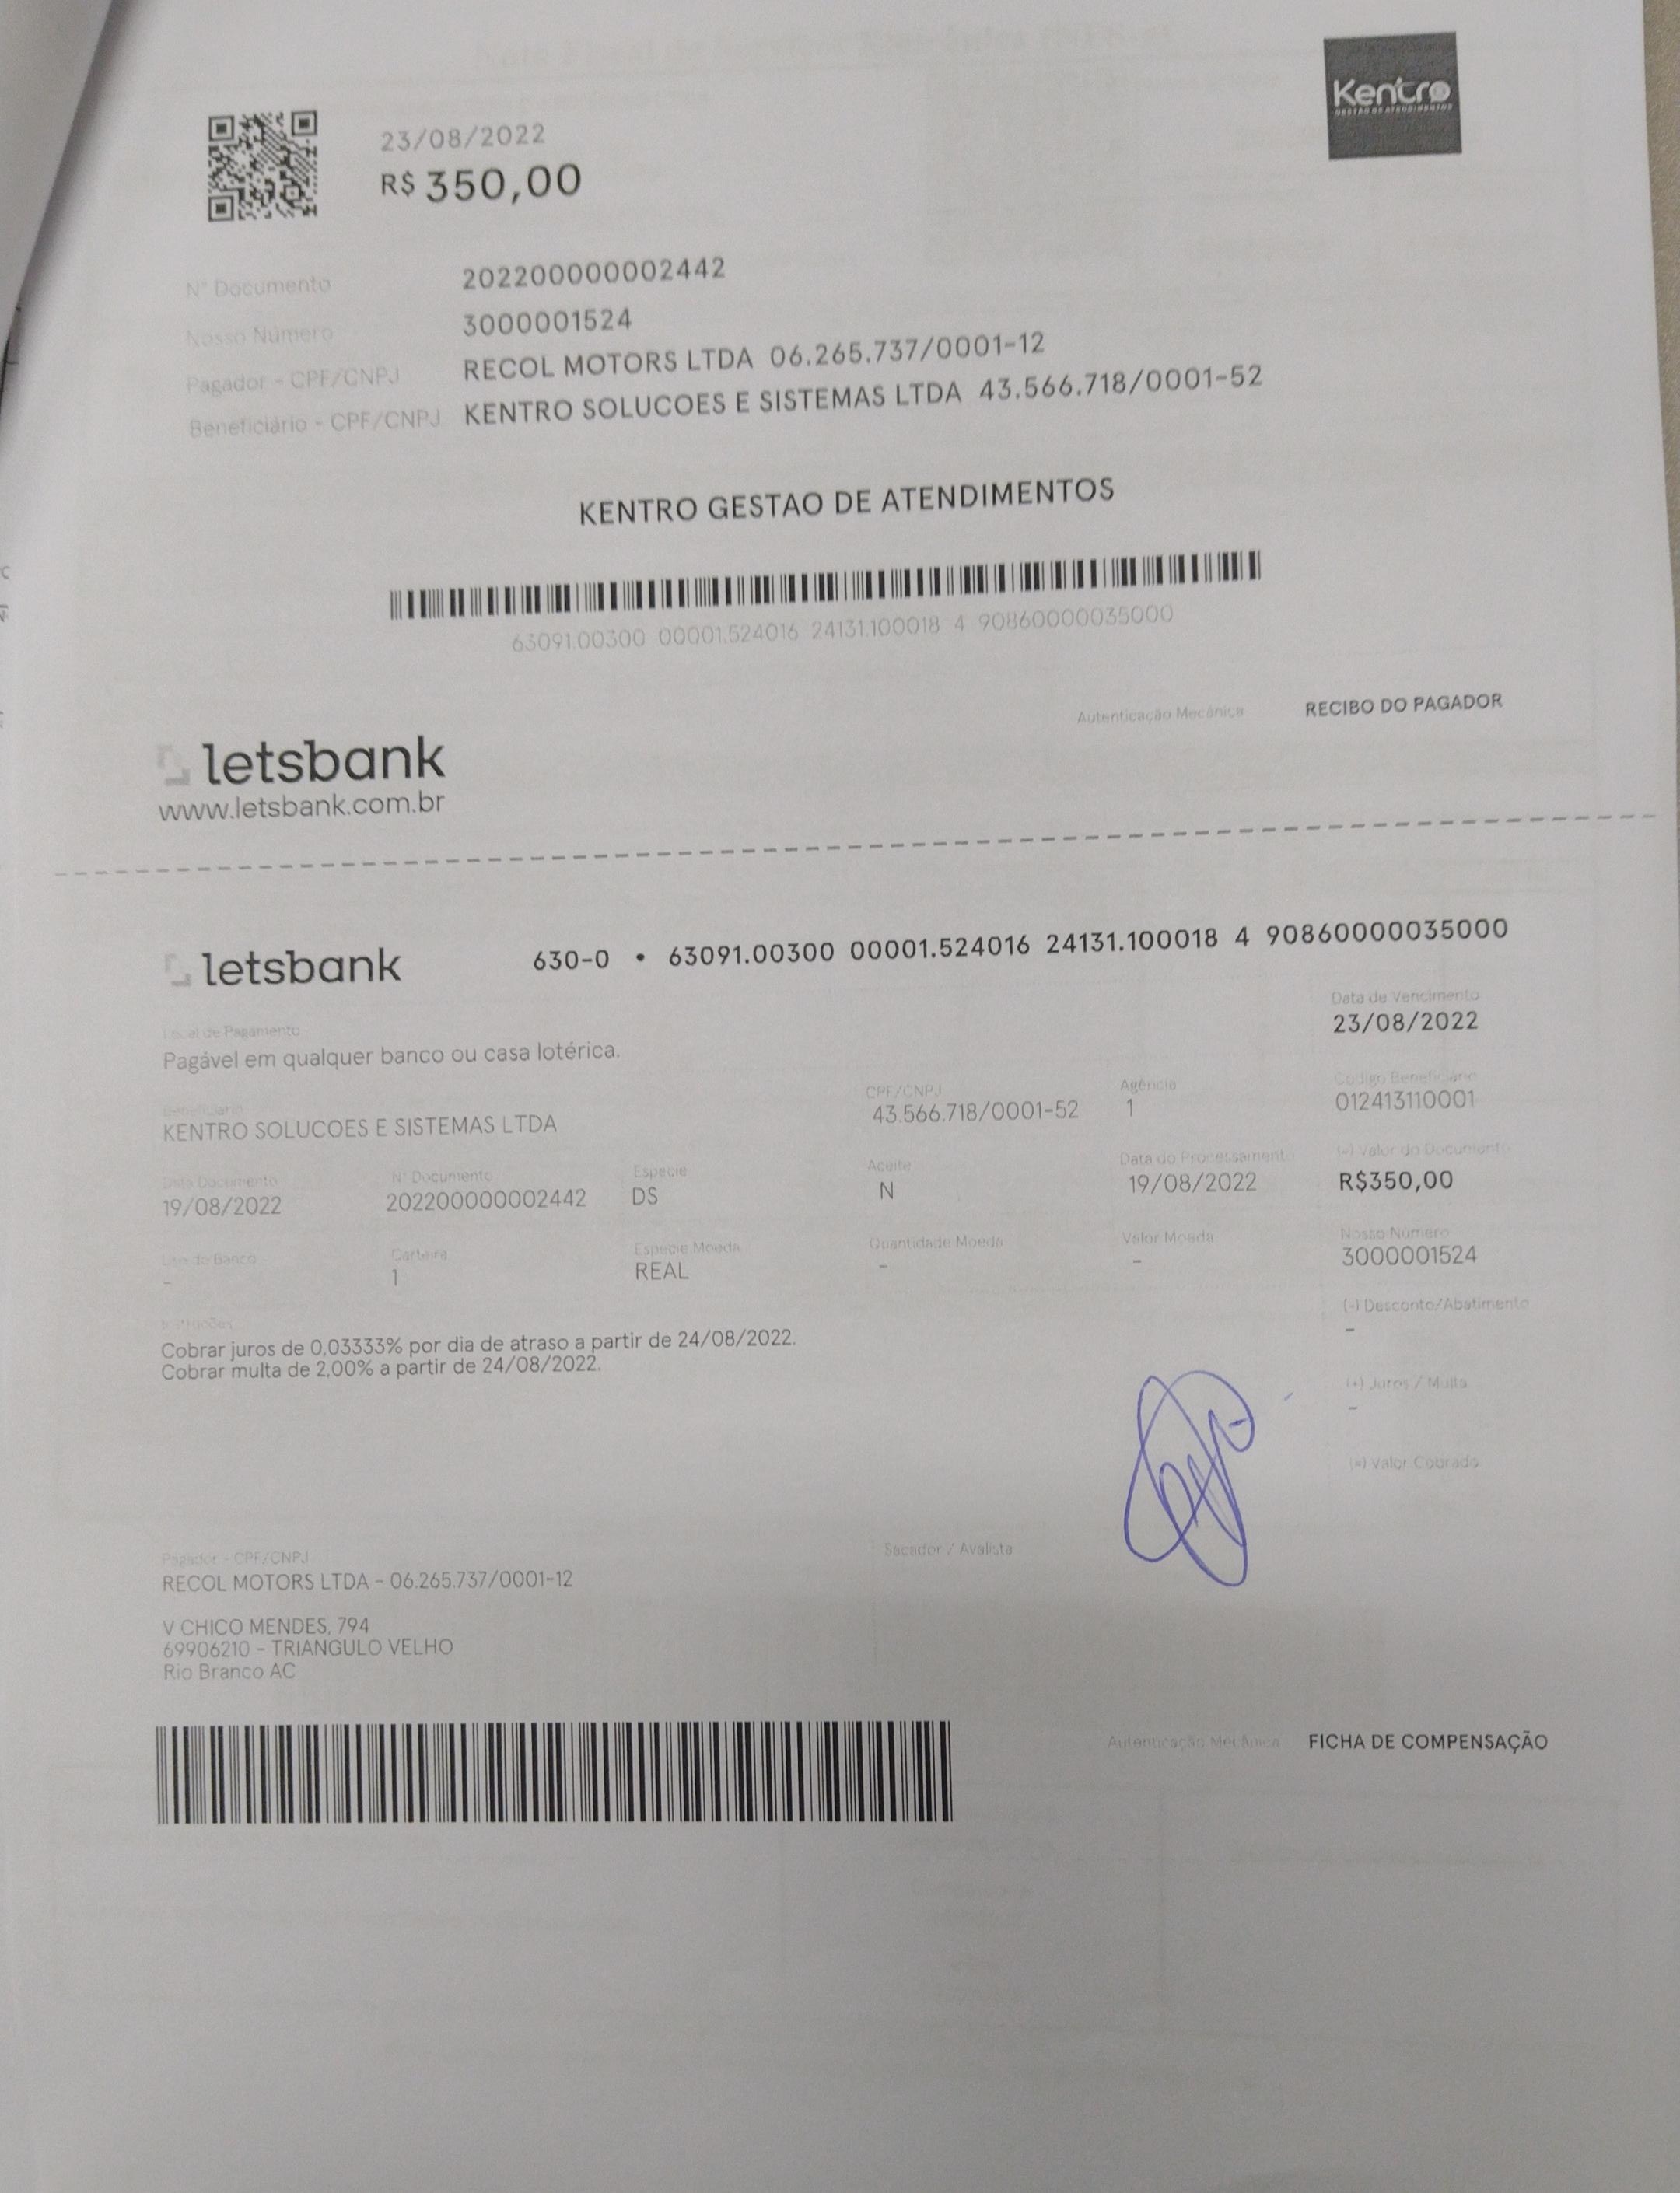 Kentro
GESTÃO DE ATENDIMENTOS
23/08/2022
R$ 350,00
N° Documento 202200000002442
Nosso Número 3000001524
Pagador - CPF/CNPJ RECOL MOTORS LTDA 06.265.737/0001-12
Beneficiário - CPF/CNPJ KENTRO SOLUCOES E SISTEMAS LTDA 43.566.718/0001-52
KENTRO GESTAO DE ATENDIMENTOS
63091.00300 00001.524016 24131.100018 4 90860000035000
Autenticação Mecânica RECIBO DO PAGADOR
letsbank
www.letsbank.com.br
letsbank 630-0 • 63091.00300 00001.524016 24131.100018 4 90860000035000
Local de Pagamento Data de Vencimento
Pagável em qualquer banco ou casa lotérica. 23/08/2022
Beneficiário CPF/CNPJ Agência Código Beneficiário
KENTRO SOLUCOES E SISTEMAS LTDA 43.566.718/0001-52 1 012413110001
Data Documento N° Documento Espécie Aceite Data do Processamento (=) Valor do Documento
19/08/2022 202200000002442 DS N 19/08/2022 R$350,00
Uso do Banco Carteira Espécie Moeda Quantidade Moeda Valor Moeda Nosso Número
- 1 REAL - - 3000001524
Instruções (-) Desconto/Abatimento
-
Cobrar juros de 0,03333% por dia de atraso a partir de 24/08/2022.
Cobrar multa de 2,00% a partir de 24/08/2022.
(+) Juros / Multa
-
(=) Valor Cobrado
Pagador - CPF/CNPJ Sacador / Avalista
RECOL MOTORS LTDA - 06.265.737/0001-12
V CHICO MENDES, 794
69906210 - TRIANGULO VELHO
Rio Branco AC
Autenticação Mecânica FICHA DE COMPENSAÇÃO